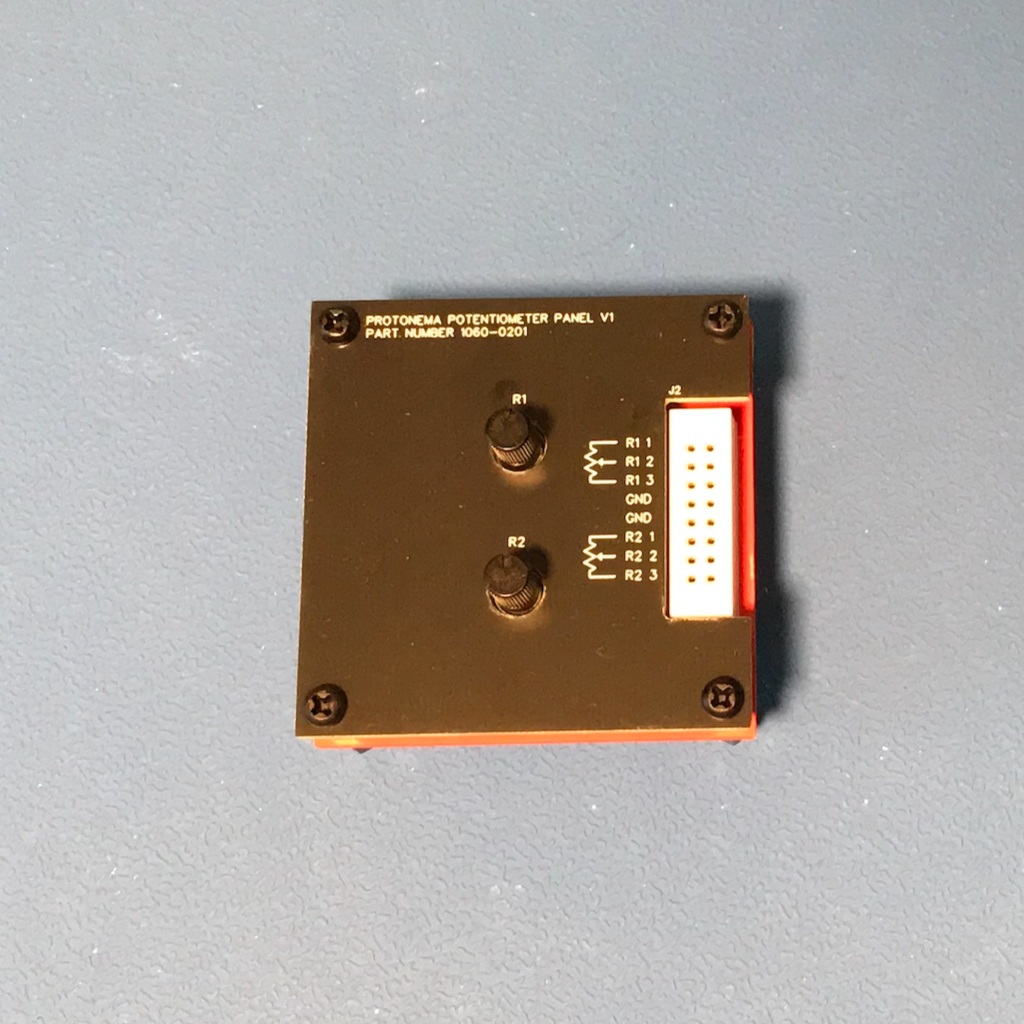 PROTONEMA POTENTIOMETER PANEL V1
PART NUMBER 1060-0201
J2
R1
R1 1
R1 2
R1 3
GND
GND
R2
R2 1
R2 2
R2 3